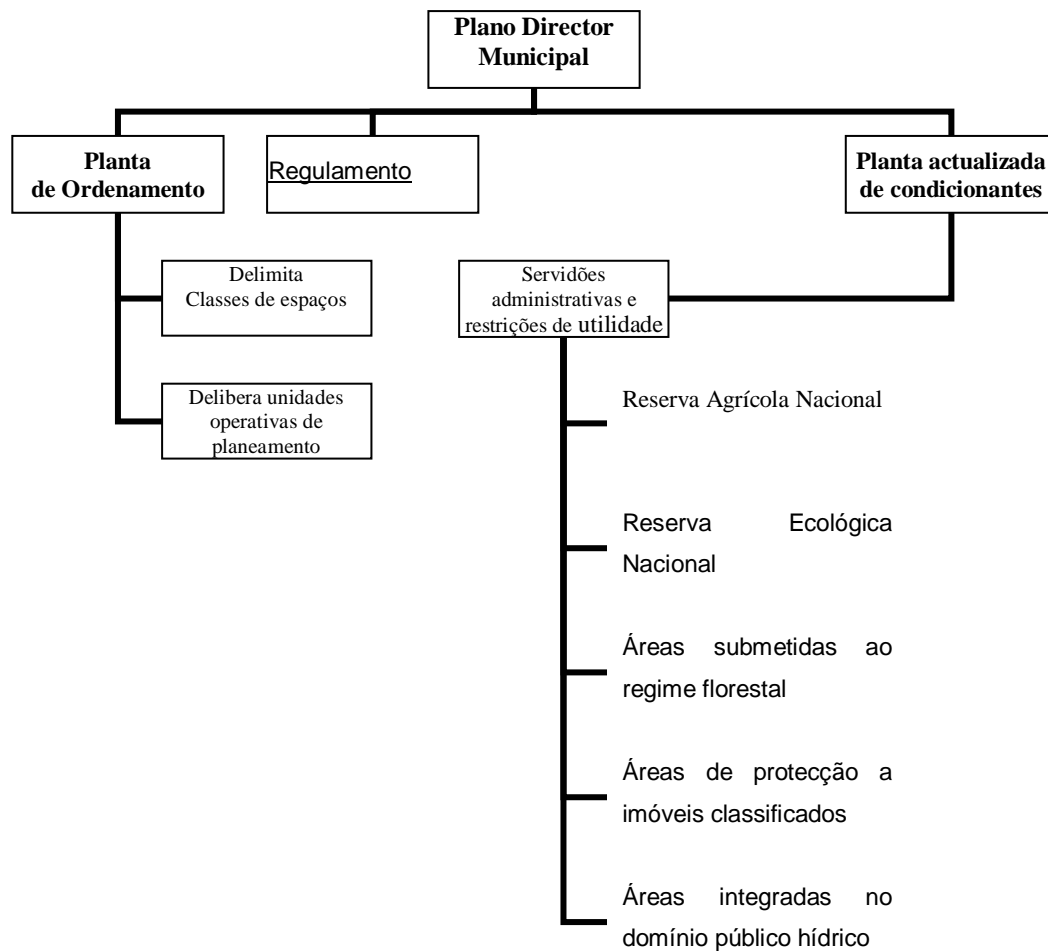 Plano Director
Municipal
Planta
de Ordenamento
Regulamento
Planta actualizada
de condicionantes
Delimita
Classes de espaços
Servidões
administrativas e
restrições de utilidade
Delibera unidades
operativas de
planeamento
Reserva Agrícola Nacional
Reserva Ecológica
Nacional
Áreas submetidas ao
regime florestal
Áreas de protecção a
imóveis classificados
Áreas integradas no
domínio público hídrico